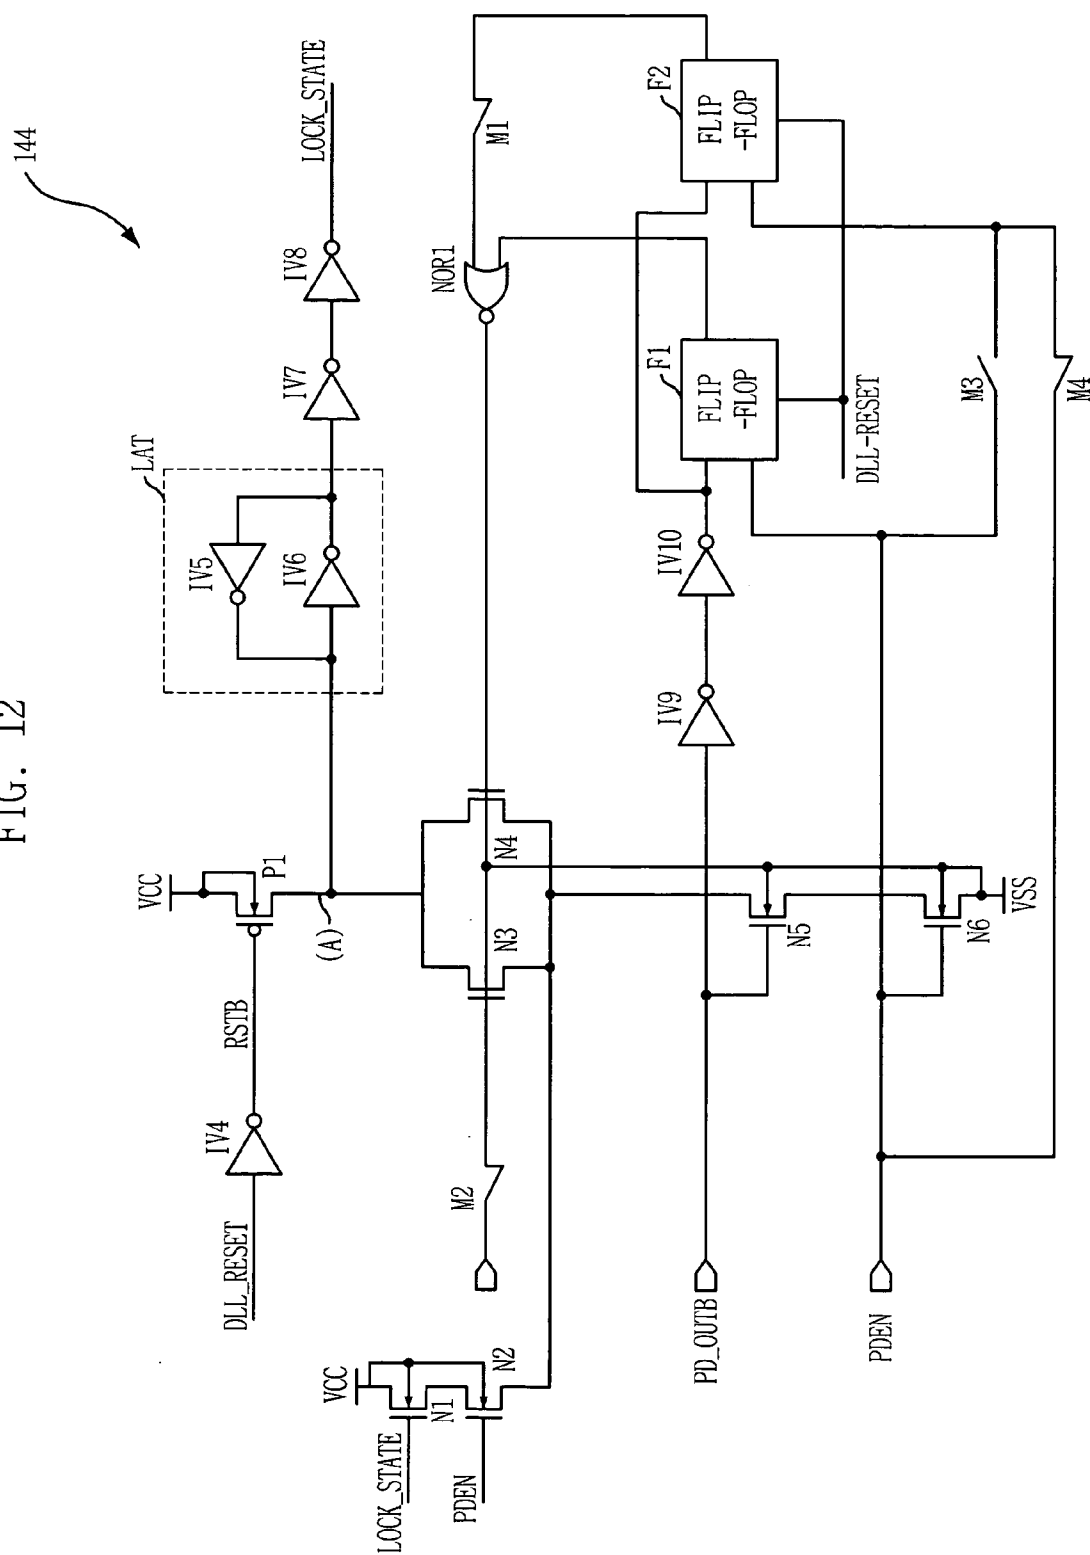 FIG. 12
144
DLL_RESET
IV4
RSTB
VCC
P1
(A)
LAT
IV5
IV6
IV7
IV8
LOCK_STATE
VCC
LOCK_STATE
N1
PDEN
N2
M2
N3
N4
NOR1
M1
PD_OUTB
IV9
IV10
F1
FLIP
-FLOP
F2
FLIP
-FLOP
N5
DLL-RESET
PDEN
N6
VSS
M3
M4